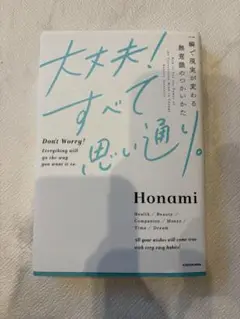 一瞬で現実が変わる
無意識のつかいかた
大丈夫!
すべて
思い通り。
Don't Worry!
Everything will
go the way
you want it to.
Honami
Health / Beauty /
Companion / Money /
Time / Dream
All your wishes will come true
with very easy habits!
KADOKAWA